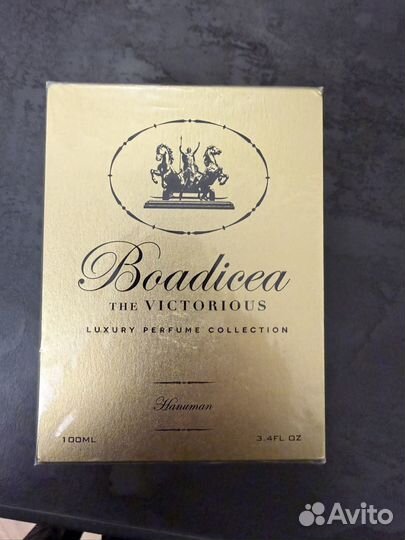 Boadicea
THE VICTORIOUS
LUXURY PERFUME COLLECTION
Hanuman
100ML 3.4FL OZ
Avito